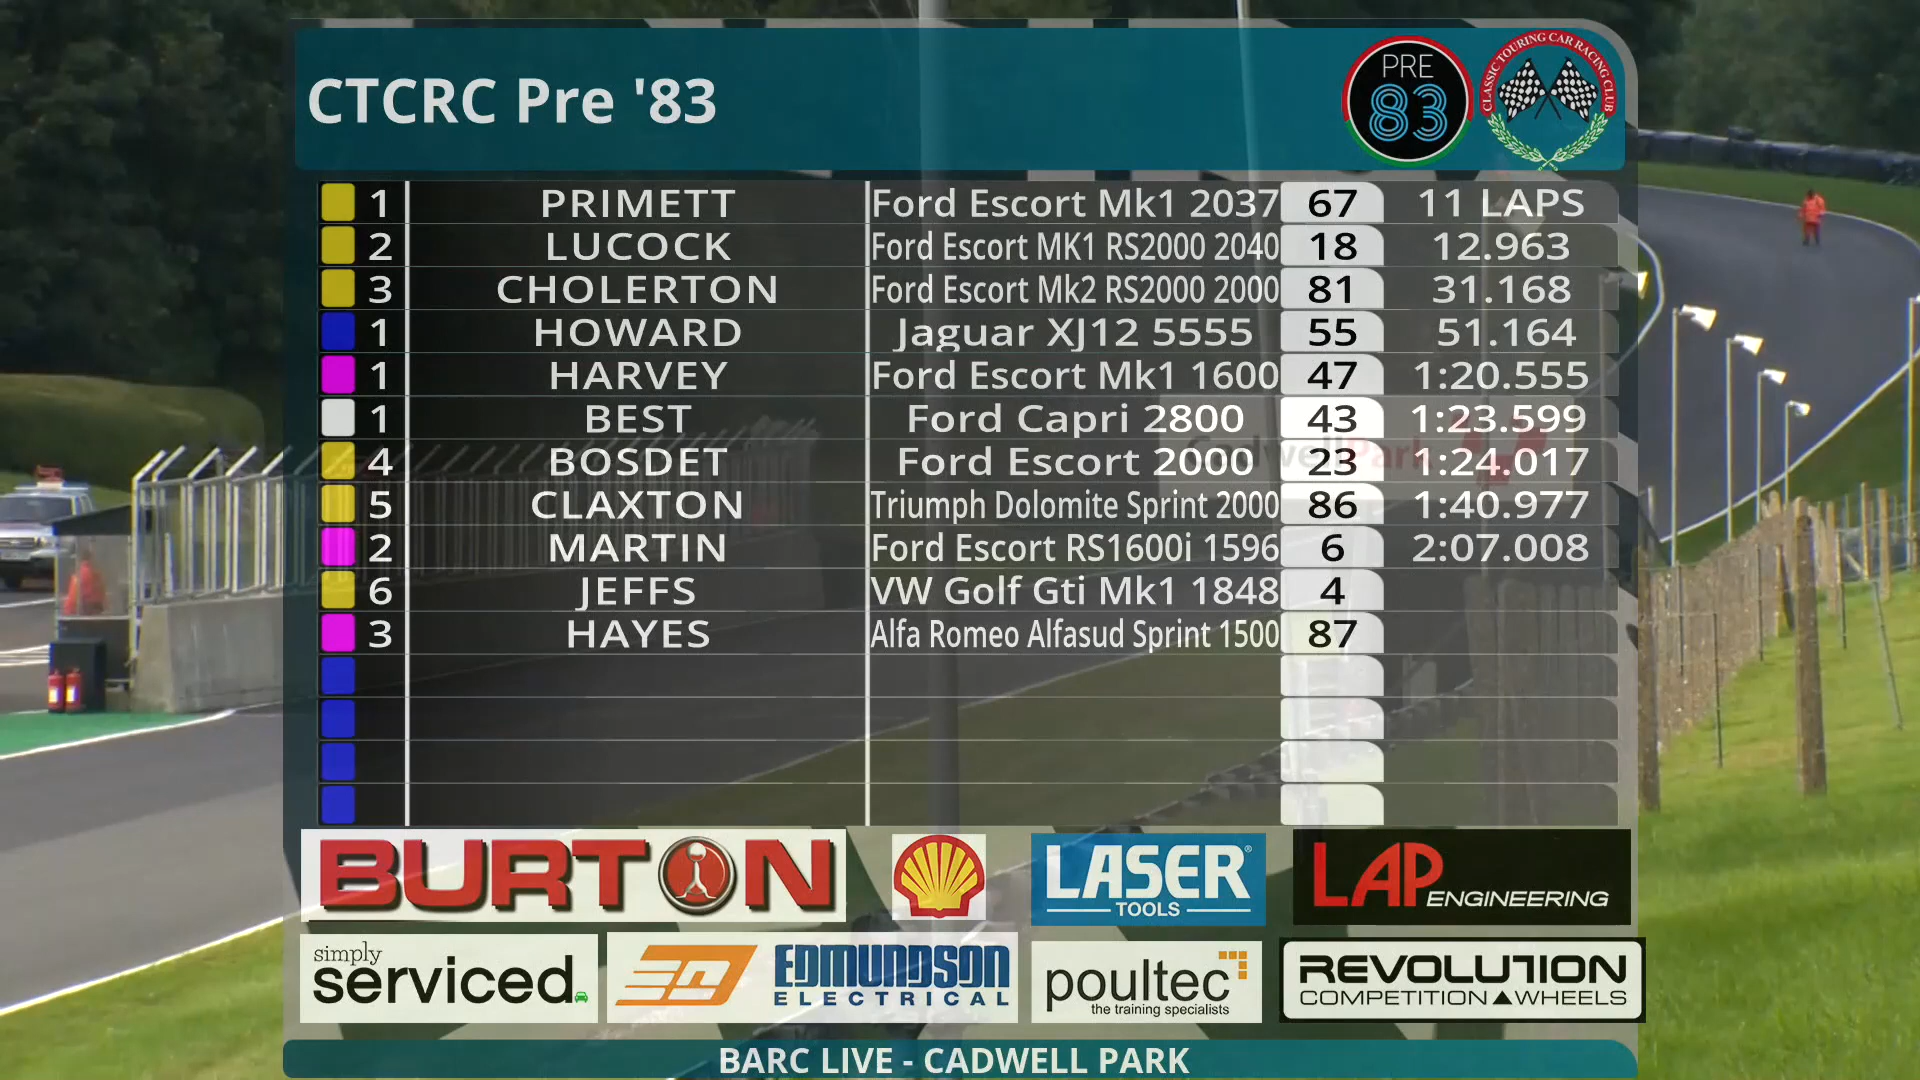 CTCRC Pre '83
PRE
83
CLASSIC TOURING CAR RACING CLUB
1 PRIMETT Ford Escort Mk1 2037 67 11 LAPS
2 LUCOCK Ford Escort MK1 RS2000 2040 18 12.963
3 CHOLERTON Ford Escort Mk2 RS2000 2000 81 31.168
1 HOWARD Jaguar XJ12 5555 55 51.164
1 HARVEY Ford Escort Mk1 1600 47 1:20.555
1 BEST Ford Capri 2800 43 1:23.599
4 BOSDET Ford Escort 2000 23 1:24.017
5 CLAXTON Triumph Dolomite Sprint 2000 86 1:40.977
2 MARTIN Ford Escort RS1600i 1596 6 2:07.008
6 JEFFS VW Golf Gti Mk1 1848 4
3 HAYES Alfa Romeo Alfasud Sprint 1500 87
CadwellPark
BURTON
LASER®
TOOLS
LAP ENGINEERING
simply
serviced.
EDMUNDSON
ELECTRICAL
poultec
the training specialists
REVOLUTION
COMPETITION WHEELS
BARC LIVE - CADWELL PARK